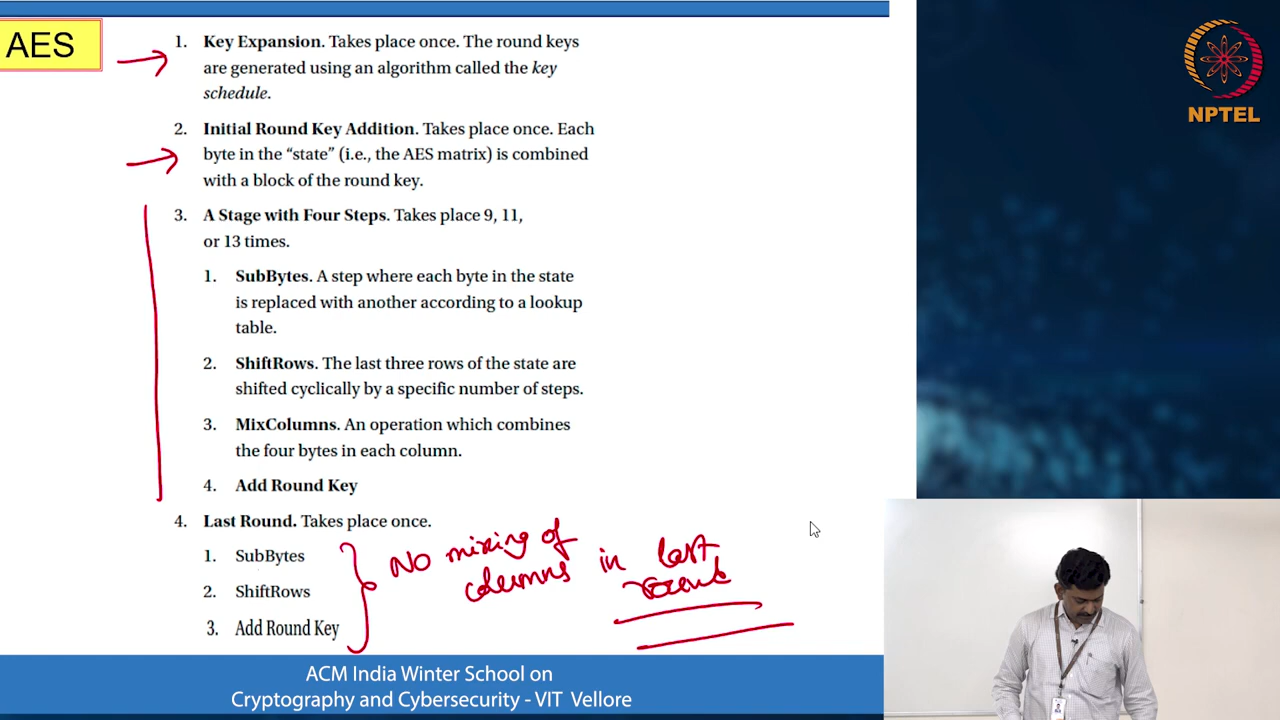 AES
1. Key Expansion. Takes place once. The round keys
are generated using an algorithm called the key
schedule.
2. Initial Round Key Addition. Takes place once. Each
byte in the “state” (i.e., the AES matrix) is combined
with a block of the round key.
3. A Stage with Four Steps. Takes place 9, 11,
or 13 times.
1. SubBytes. A step where each byte in the state
is replaced with another according to a lookup
table.
2. ShiftRows. The last three rows of the state are
shifted cyclically by a specific number of steps.
3. MixColumns. An operation which combines
the four bytes in each column.
4. Add Round Key
4. Last Round. Takes place once.
1. SubBytes
2. ShiftRows
3. Add Round Key
No mixing of
columns in last
round
NPTEL
ACM India Winter School on
Cryptography and Cybersecurity - VIT Vellore